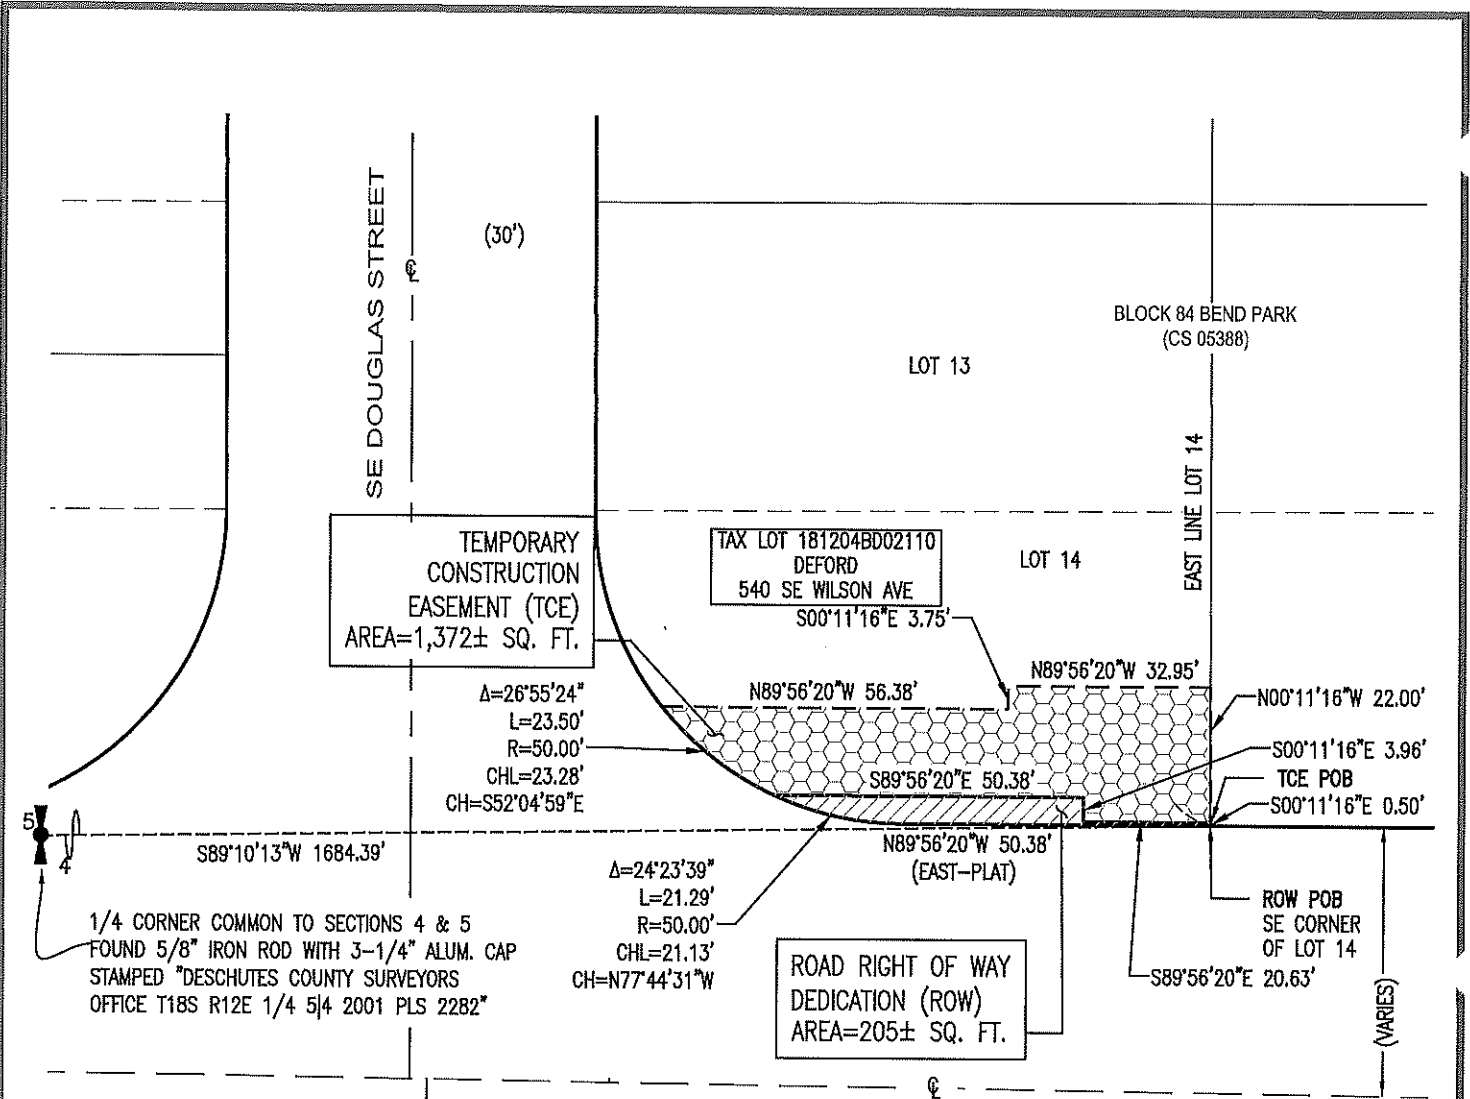 SE DOUGLAS STREET
℄
(30')
BLOCK 84 BEND PARK
(CS 05388)
LOT 13
EAST LINE LOT 14
TEMPORARY
CONSTRUCTION
EASEMENT (TCE)
AREA=1,372± SQ. FT.
TAX LOT 181204BD02110
DEFORD
540 SE WILSON AVE
LOT 14
S00°11'16"E 3.75'
N89°56'20"W 56.38'
N89°56'20"W 32.95'
N00°11'16"W 22.00'
Δ=26°55'24"
L=23.50'
R=50.00'
CHL=23.28'
CH=S52°04'59"E
S89°56'20"E 50.38'
S00°11'16"E 3.96'
TCE POB
S00°11'16"E 0.50'
5
4
S89°10'13"W 1684.39'
N89°56'20"W 50.38'
(EAST-PLAT)
Δ=24°23'39"
L=21.29'
R=50.00'
CHL=21.13'
CH=N77°44'31"W
ROW POB
SE CORNER
OF LOT 14
S89°56'20"E 20.63'
1/4 CORNER COMMON TO SECTIONS 4 & 5
FOUND 5/8" IRON ROD WITH 3-1/4" ALUM. CAP
STAMPED "DESCHUTES COUNTY SURVEYORS
OFFICE T18S R12E 1/4 5|4 2001 PLS 2282"
ROAD RIGHT OF WAY
DEDICATION (ROW)
AREA=205± SQ. FT.
(VARIES)
℄